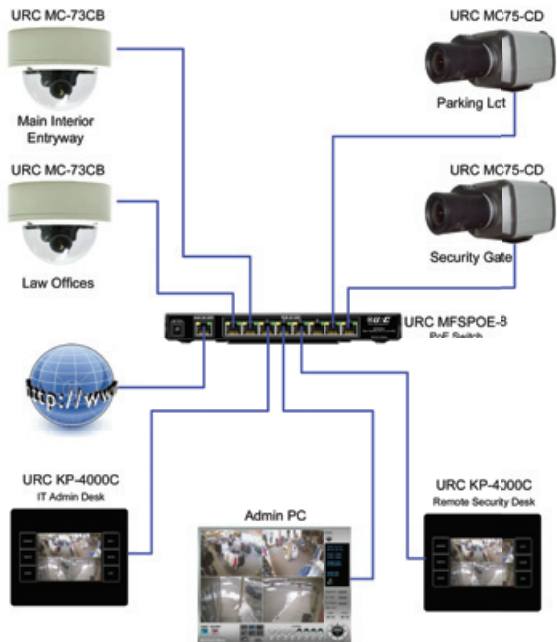 URC MC-73CB
Main Interior
Entryway
URC MC75-CD
Parking Lot
URC MC-73CB
Law Offices
URC MC75-CD
Security Gate
URC MFSPOE-8
PoE Switch
http://www
URC KP-4000C
IT Admin Desk
Admin PC
URC KP-4000C
Remote Security Desk